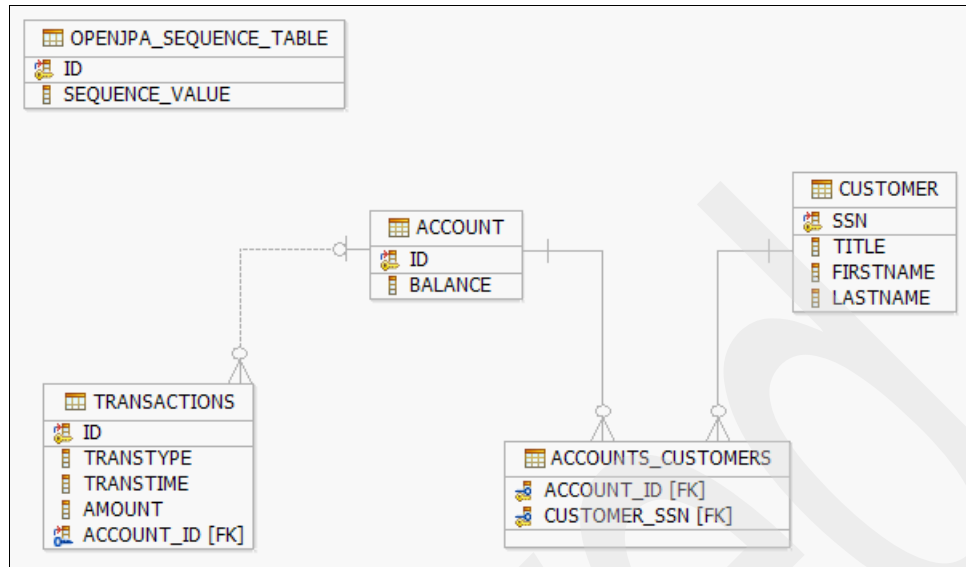 OPENJPA_SEQUENCE_TABLE
ID
SEQUENCE_VALUE
ACCOUNT
ID
BALANCE
CUSTOMER
SSN
TITLE
FIRSTNAME
LASTNAME
TRANSACTIONS
ID
TRANSTYPE
TRANSTIME
AMOUNT
ACCOUNT_ID [FK]
ACCOUNTS_CUSTOMERS
ACCOUNT_ID [FK]
CUSTOMER_SSN [FK]